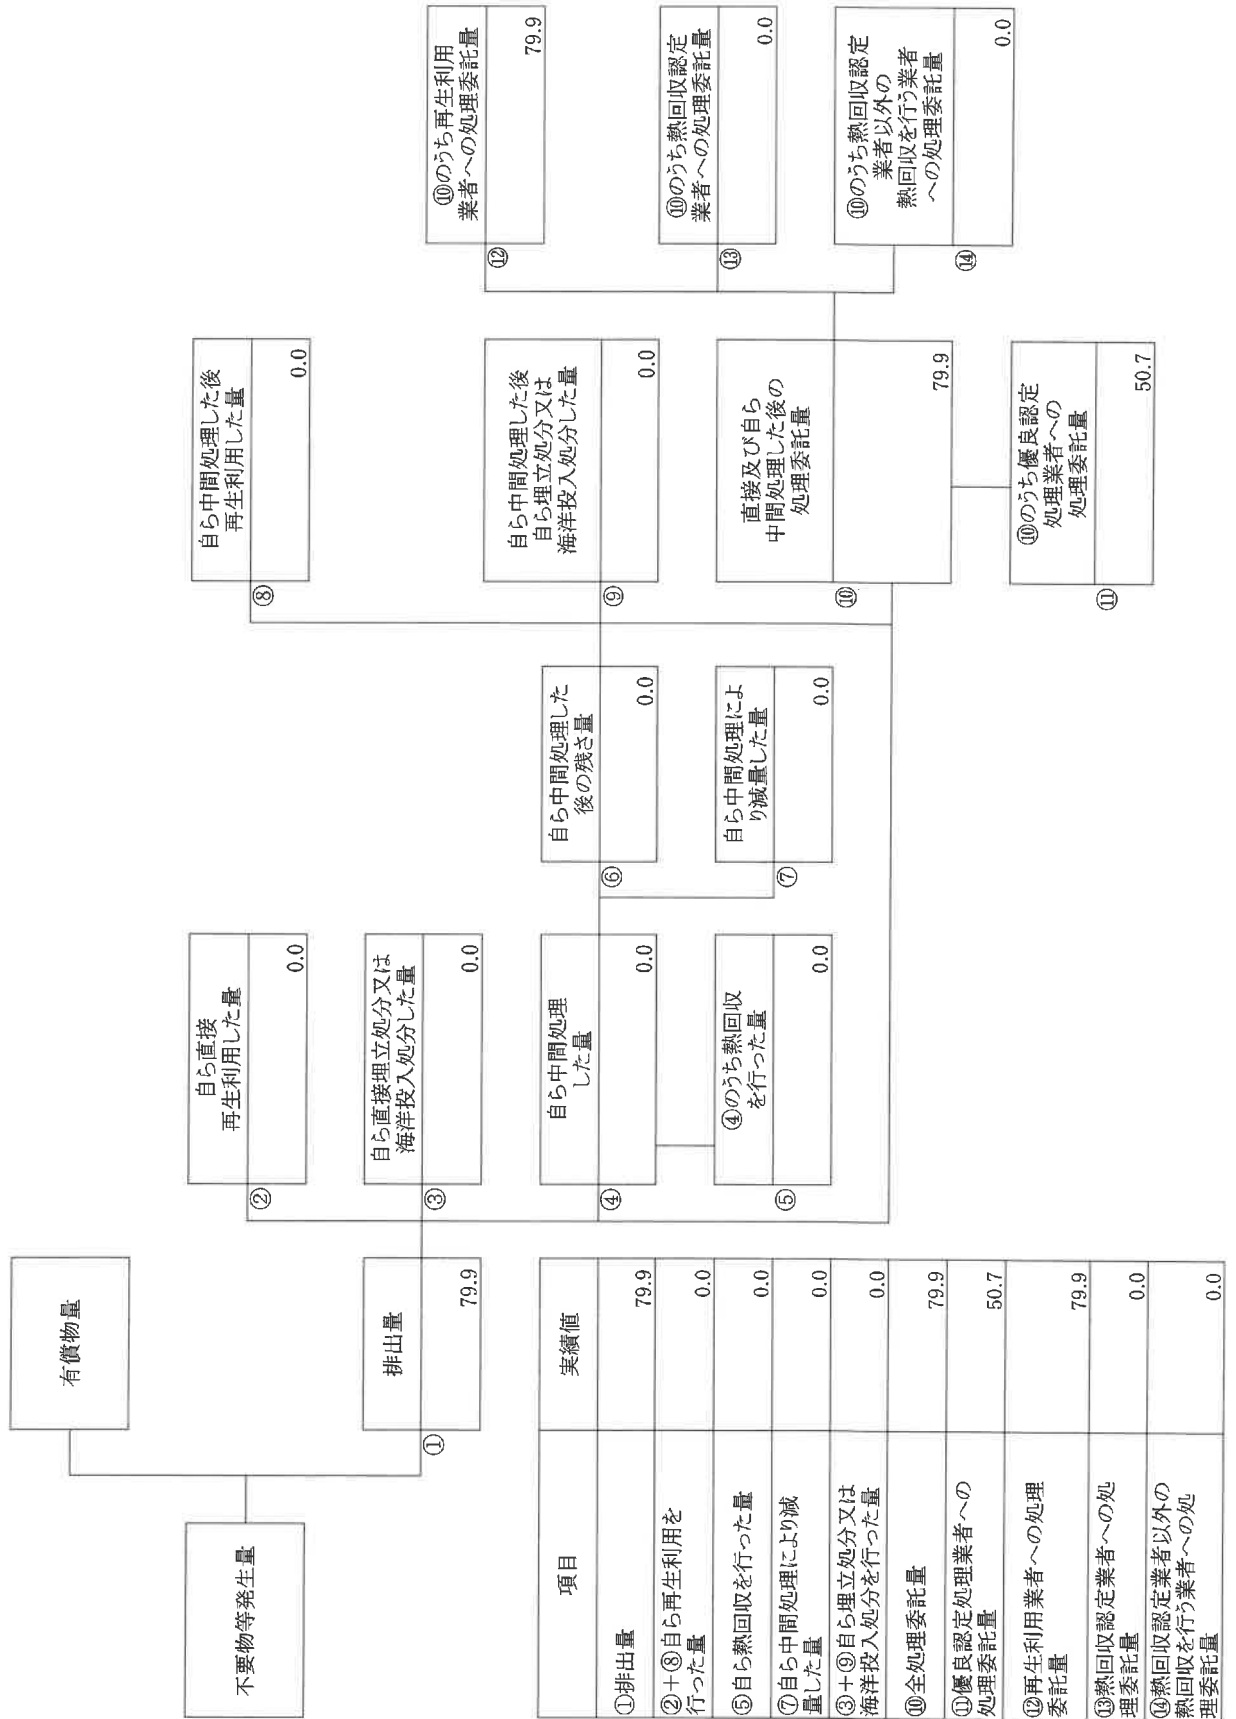 不要物等発生量
有償物量
排出量
①
79.9
②
自ら直接
再生利用した量
0.0
③
自ら直接埋立処分又は
海洋投入処分した量
0.0
④
自ら中間処理
した量
0.0
⑤
④のうち熱回収
を行った量
0.0
⑥
自ら中間処理した
後の残さ量
0.0
⑦
自ら中間処理によ
り減量した量
0.0
⑧
自ら中間処理した後
再生利用した量
0.0
⑨
自ら中間処理した後
自ら埋立処分又は
海洋投入処分した量
0.0
⑩
直接及び自ら
中間処理した後の
処理委託量
79.9
⑪
⑩のうち優良認定
処理業者への
処理委託量
50.7
⑫
⑩のうち再生利用
業者への処理委託量
79.9
⑬
⑩のうち熱回収認定
業者への処理委託量
0.0
⑭
⑩のうち熱回収認定
業者以外の
熱回収を行う業者
への処理委託量
0.0
項目 実績値
①排出量 79.9
②+⑧自ら再生利用を
行った量 0.0
⑤自ら熱回収を行った量 0.0
⑦自ら中間処理により減
量した量 0.0
③+⑨自ら埋立処分又は
海洋投入処分を行った量 0.0
⑩全処理委託量 79.9
⑪優良認定処理業者への
処理委託量 50.7
⑫再生利用業者への処理
委託量 79.9
⑬熱回収認定業者への処
理委託量 0.0
⑭熱回収認定業者以外の
熱回収を行う業者への処
理委託量 0.0